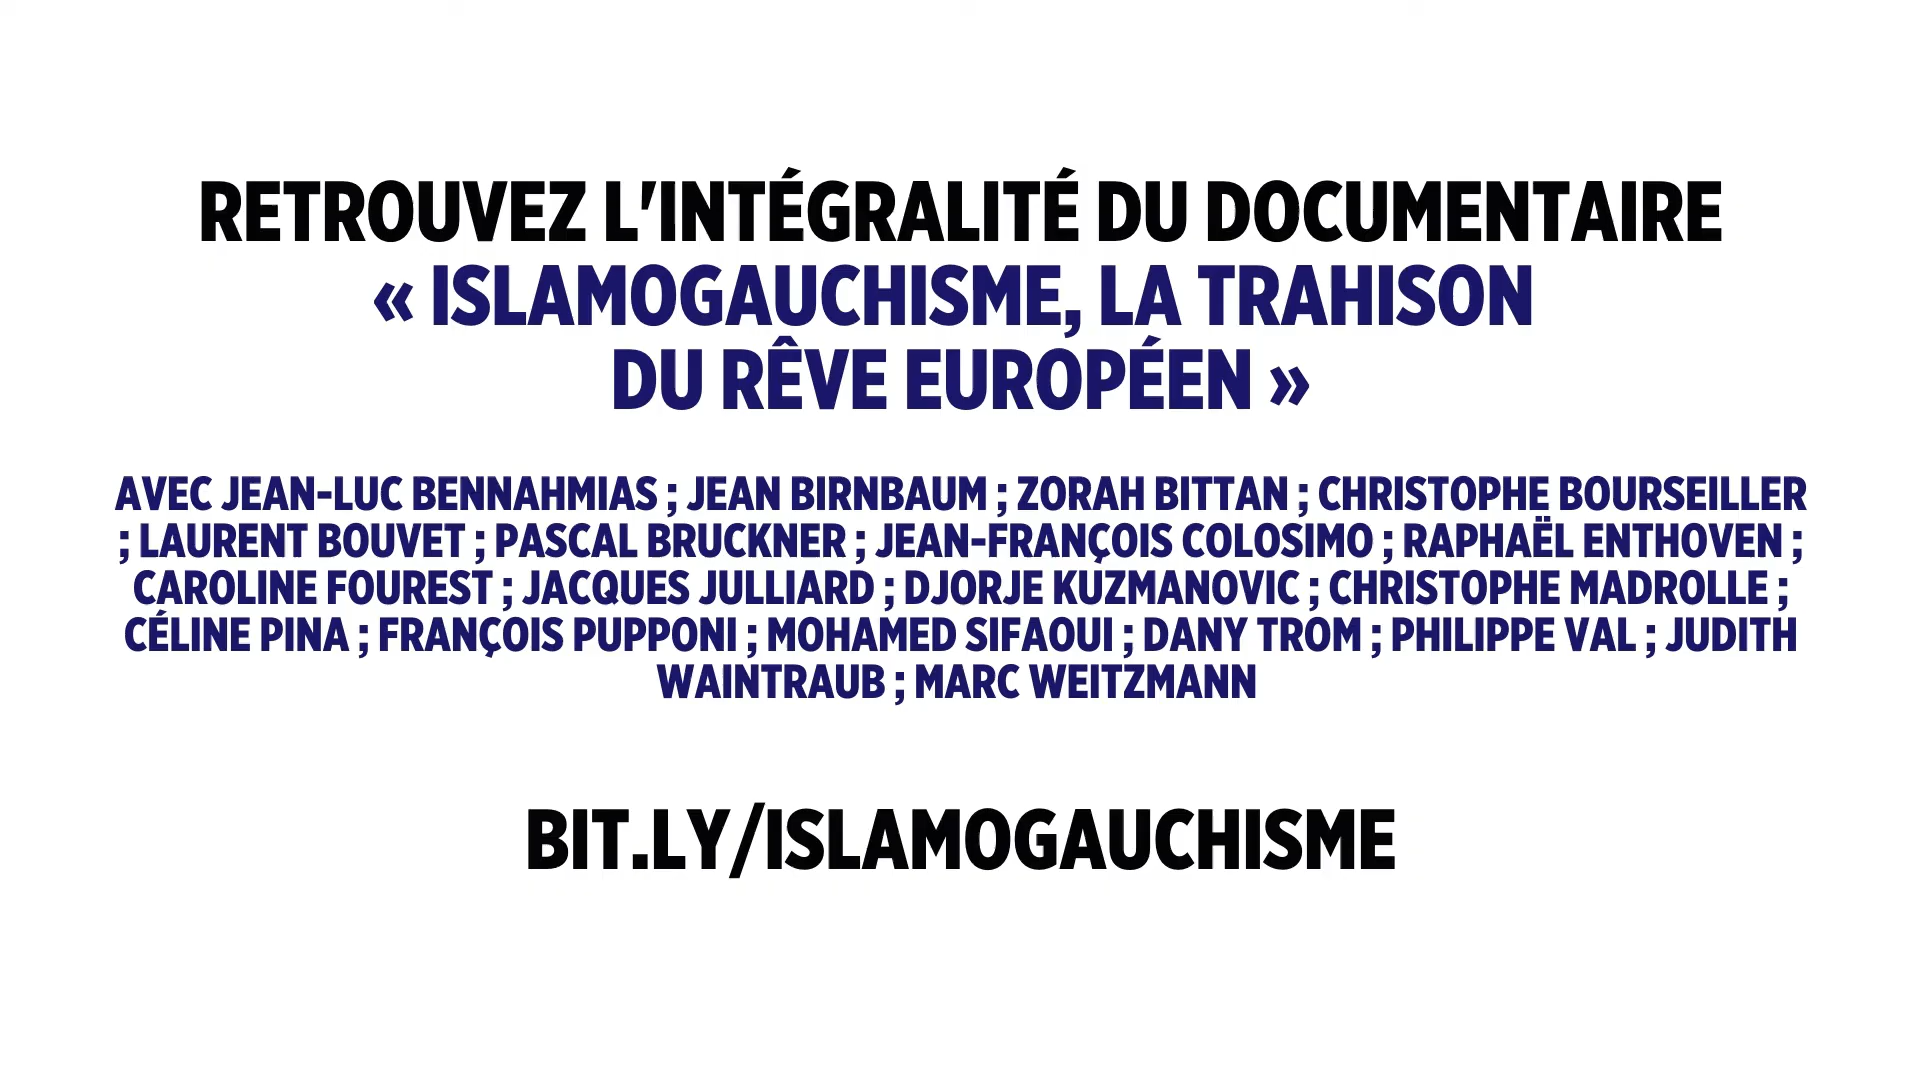 RETROUVEZ L'INTÉGRALITÉ DU DOCUMENTAIRE
« ISLAMOGAUCHISME, LA TRAHISON
DU RÊVE EUROPÉEN »
AVEC JEAN-LUC BENNAHMIAS ; JEAN BIRNBAUM ; ZORAH BITTAN ; CHRISTOPHE BOURSEILLER
; LAURENT BOUVET ; PASCAL BRUCKNER ; JEAN-FRANÇOIS COLOSIMO ; RAPHAËL ENTHOVEN ;
CAROLINE FOUREST ; JACQUES JULLIARD ; DJORJE KUZMANOVIC ; CHRISTOPHE MADROLLE ;
CÉLINE PINA ; FRANÇOIS PUPPONI ; MOHAMED SIFAOUI ; DANY TROM ; PHILIPPE VAL ; JUDITH
WAINTRAUB ; MARC WEITZMANN
BIT.LY/ISLAMOGAUCHISME